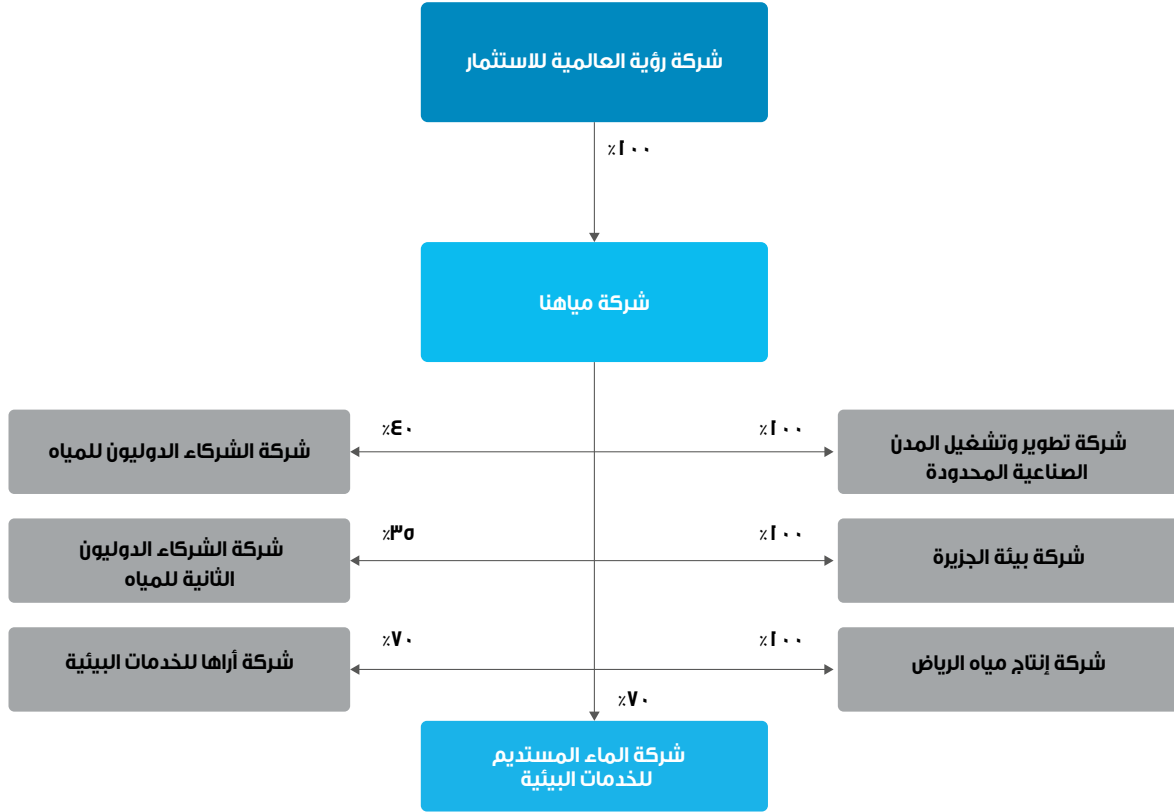 شركة رؤية العالمية للاستثمار
٪١٠٠
شركة مياهنا
٪١٠٠
شركة تطوير وتشغيل المدن
الصناعية المحدودة
٪٤٠
شركة الشركاء الدوليون للمياه
٪١٠٠
شركة بيئة الجزيرة
٪٣٥
شركة الشركاء الدوليون
الثانية للمياه
٪١٠٠
شركة إنتاج مياه الرياض
٪٧٠
شركة أراها للخدمات البيئية
٪٧٠
شركة الماء المستديم
للخدمات البيئية